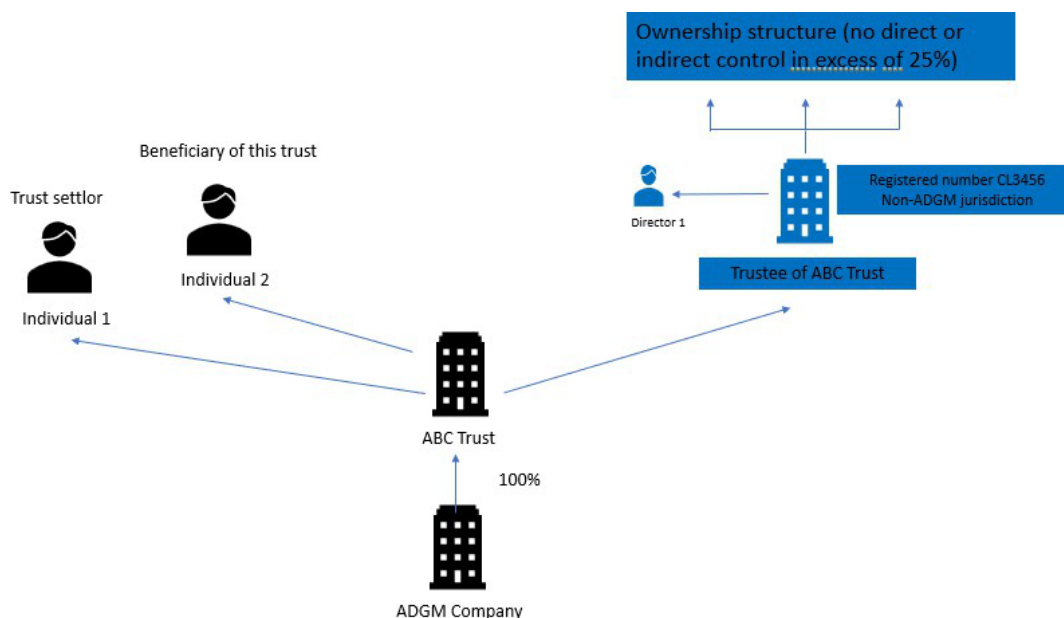 Ownership structure (no direct or
indirect control in excess of 25%)
Beneficiary of this trust
Trust settlor
Registered number CL3456
Non-ADGM jurisdiction
Director 1
Individual 2
Trustee of ABC Trust
Individual 1
ABC Trust
100%
ADGM Company